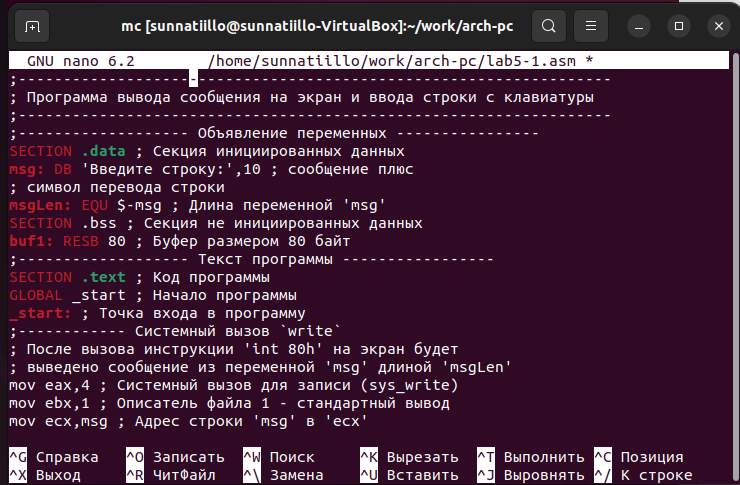 mc [sunnatiillo@sunnatiillo-VirtualBox]:~/work/arch-pc
GNU nano 6.2 /home/sunnatiillo/work/arch-pc/lab5-1.asm *
;------------------------------------------------------------------
; Программа вывода сообщения на экран и ввода строки с клавиатуры
;------------------------------------------------------------------
;------------------- Объявление переменных ----------------
SECTION .data ; Секция инициированных данных
msg: DB 'Введите строку:',10 ; сообщение плюс
; символ перевода строки
msgLen: EQU $-msg ; Длина переменной 'msg'
SECTION .bss ; Секция не инициированных данных
buf1: RESB 80 ; Буфер размером 80 байт
;------------------- Текст программы -----------------
SECTION .text ; Код программы
GLOBAL _start ; Начало программы
_start: ; Точка входа в программу
;------------ Системный вызов `write`
; После вызова инструкции 'int 80h' на экран будет
; выведено сообщение из переменной 'msg' длиной 'msgLen'
mov eax,4 ; Системный вызов для записи (sys_write)
mov ebx,1 ; Описатель файла 1 - стандартный вывод
mov ecx,msg ; Адрес строки 'msg' в 'ecx'
^G Справка ^O Записать ^W Поиск ^K Вырезать ^T Выполнить ^C Позиция
^X Выход ^R ЧитФайл ^\ Замена ^U Вставить ^J Выровнять ^/ К строке